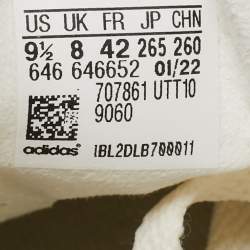 US UK FR JP CHN
9½ 8 42 265 260
646 646652 01/22
707861 UTT10
9060
adidas 1BL2DLB700011